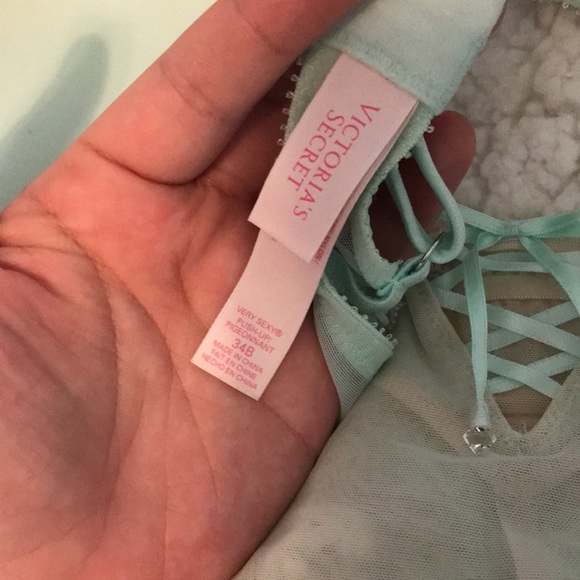 VICTORIA'S
SECRET
VERY SEXY®
PUSH-UP/
PIGEONNANT
34B
MADE IN CHINA
FAIT EN CHINE
HECHO EN CHINA